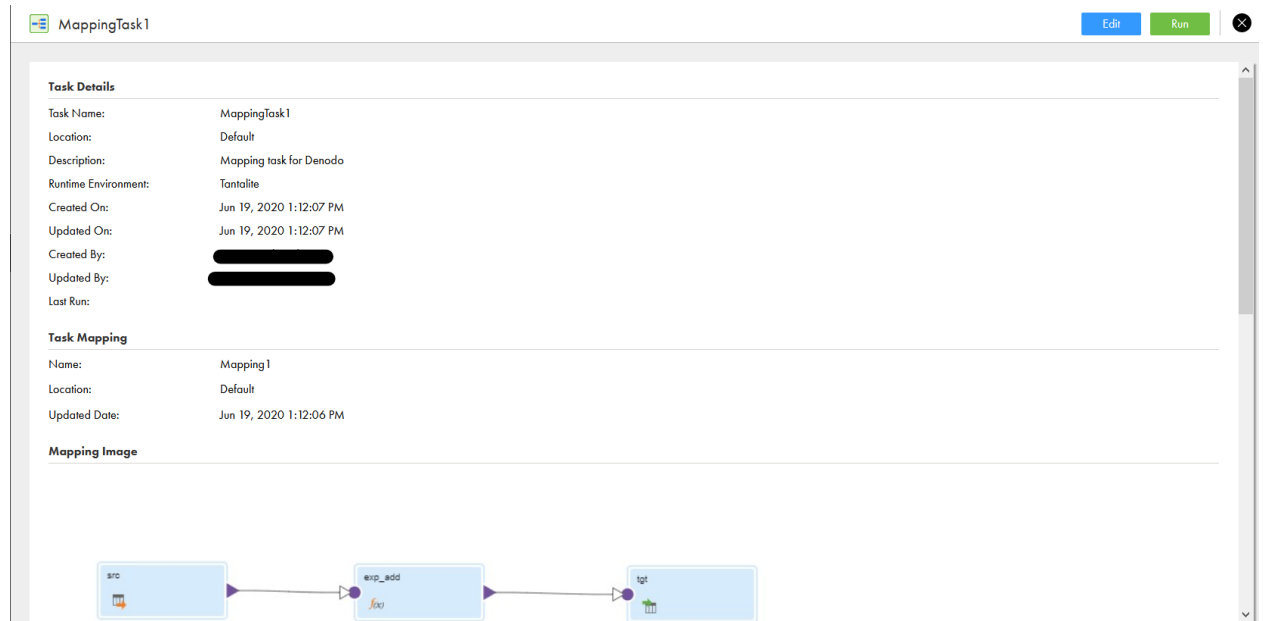 MappingTask1
Edit
Run
Task Details
Task Name: MappingTask1
Location: Default
Description: Mapping task for Denodo
Runtime Environment: Tantalite
Created On: Jun 19, 2020 1:12:07 PM
Updated On: Jun 19, 2020 1:12:07 PM
Created By:
Updated By:
Last Run:
Task Mapping
Name: Mapping1
Location: Default
Updated Date: Jun 19, 2020 1:12:06 PM
Mapping Image
src
exp_add
f(x)
tgt